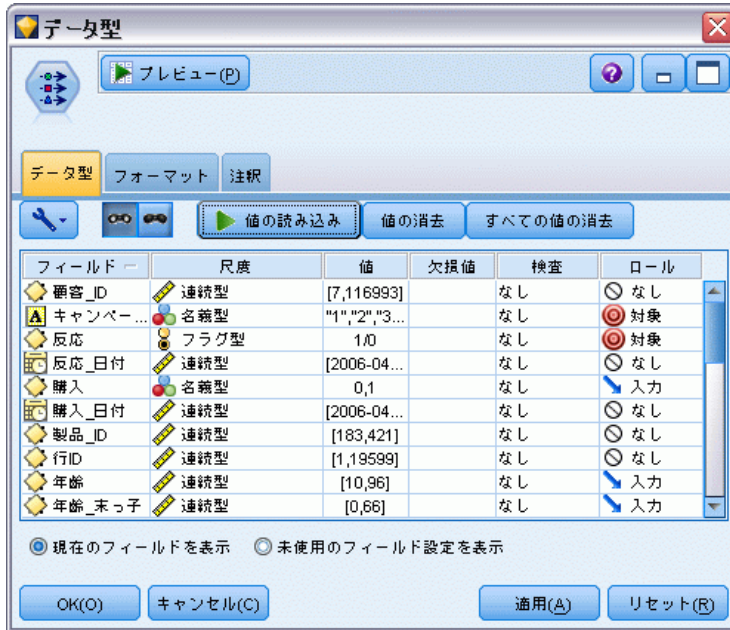 データ型
プレビュー(P)
データ型 フォーマット 注釈
値の読み込み 値の消去 すべての値の消去
フィールド 尺度 値 欠損値 検査 ロール
顧客_ID 連続型 [7,116993] なし なし
A キャンペー... 名義型 "1","2","3... なし 対象
反応 フラグ型 1/0 なし 対象
反応_日付 連続型 [2006-04... なし なし
購入 名義型 0,1 なし 入力
購入_日付 連続型 [2006-04... なし なし
製品_ID 連続型 [183,421] なし なし
行ID 連続型 [1,19599] なし なし
年齢 連続型 [10,96] なし 入力
年齢_末っ子 連続型 [0,66] なし 入力
現在のフィールドを表示 未使用のフィールド設定を表示
OK(O) キャンセル(C) 適用(A) リセット(R)